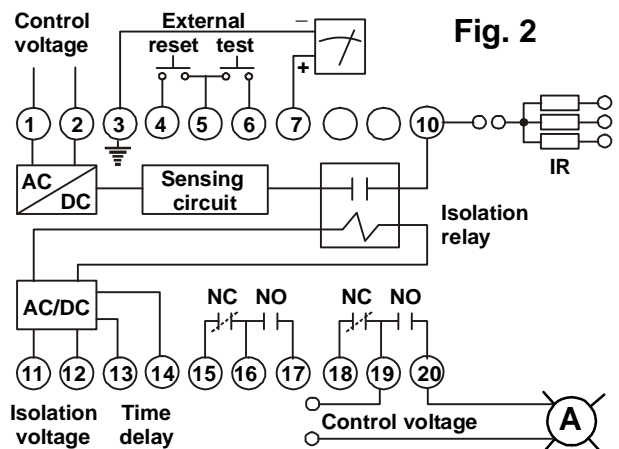 Control voltage
External
reset test
Fig. 2
–
+
1 2 3 4 5 6 7 10
IR
AC
DC
Sensing circuit
Isolation relay
AC/DC
NC NO NC NO
11 12 13 14 15 16 17 18 19 20
Isolation voltage
Time delay
Control voltage
A